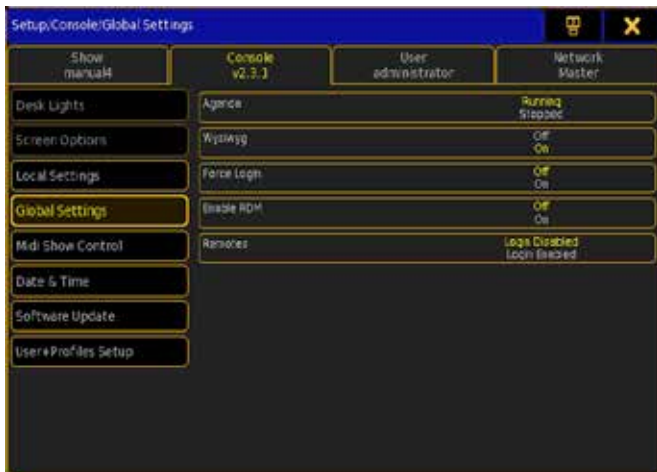 Setup/Console/Global Settings
Show
manual4
Console
v2.3.1
User
administrator
Network
Master
Desk Lights
Screen Options
Local Settings
Global Settings
Midi Show Control
Date & Time
Software Update
User+Profiles Setup
Agenda
Running
Stopped
Wysiwyg
Off
On
Force Login
Off
On
Enable RDM
Off
On
Remotes
Login Disabled
Login Enabled